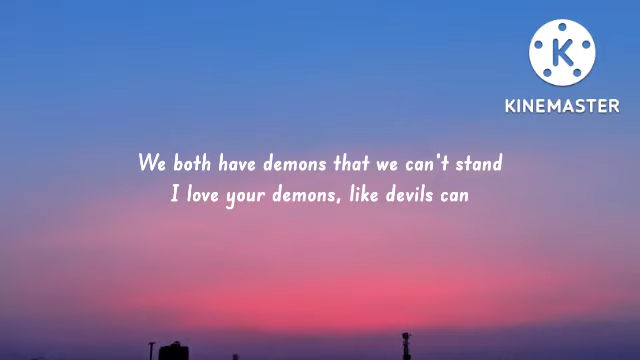 K
KINEMASTER
We both have demons that we can't stand
I love your demons, like devils can